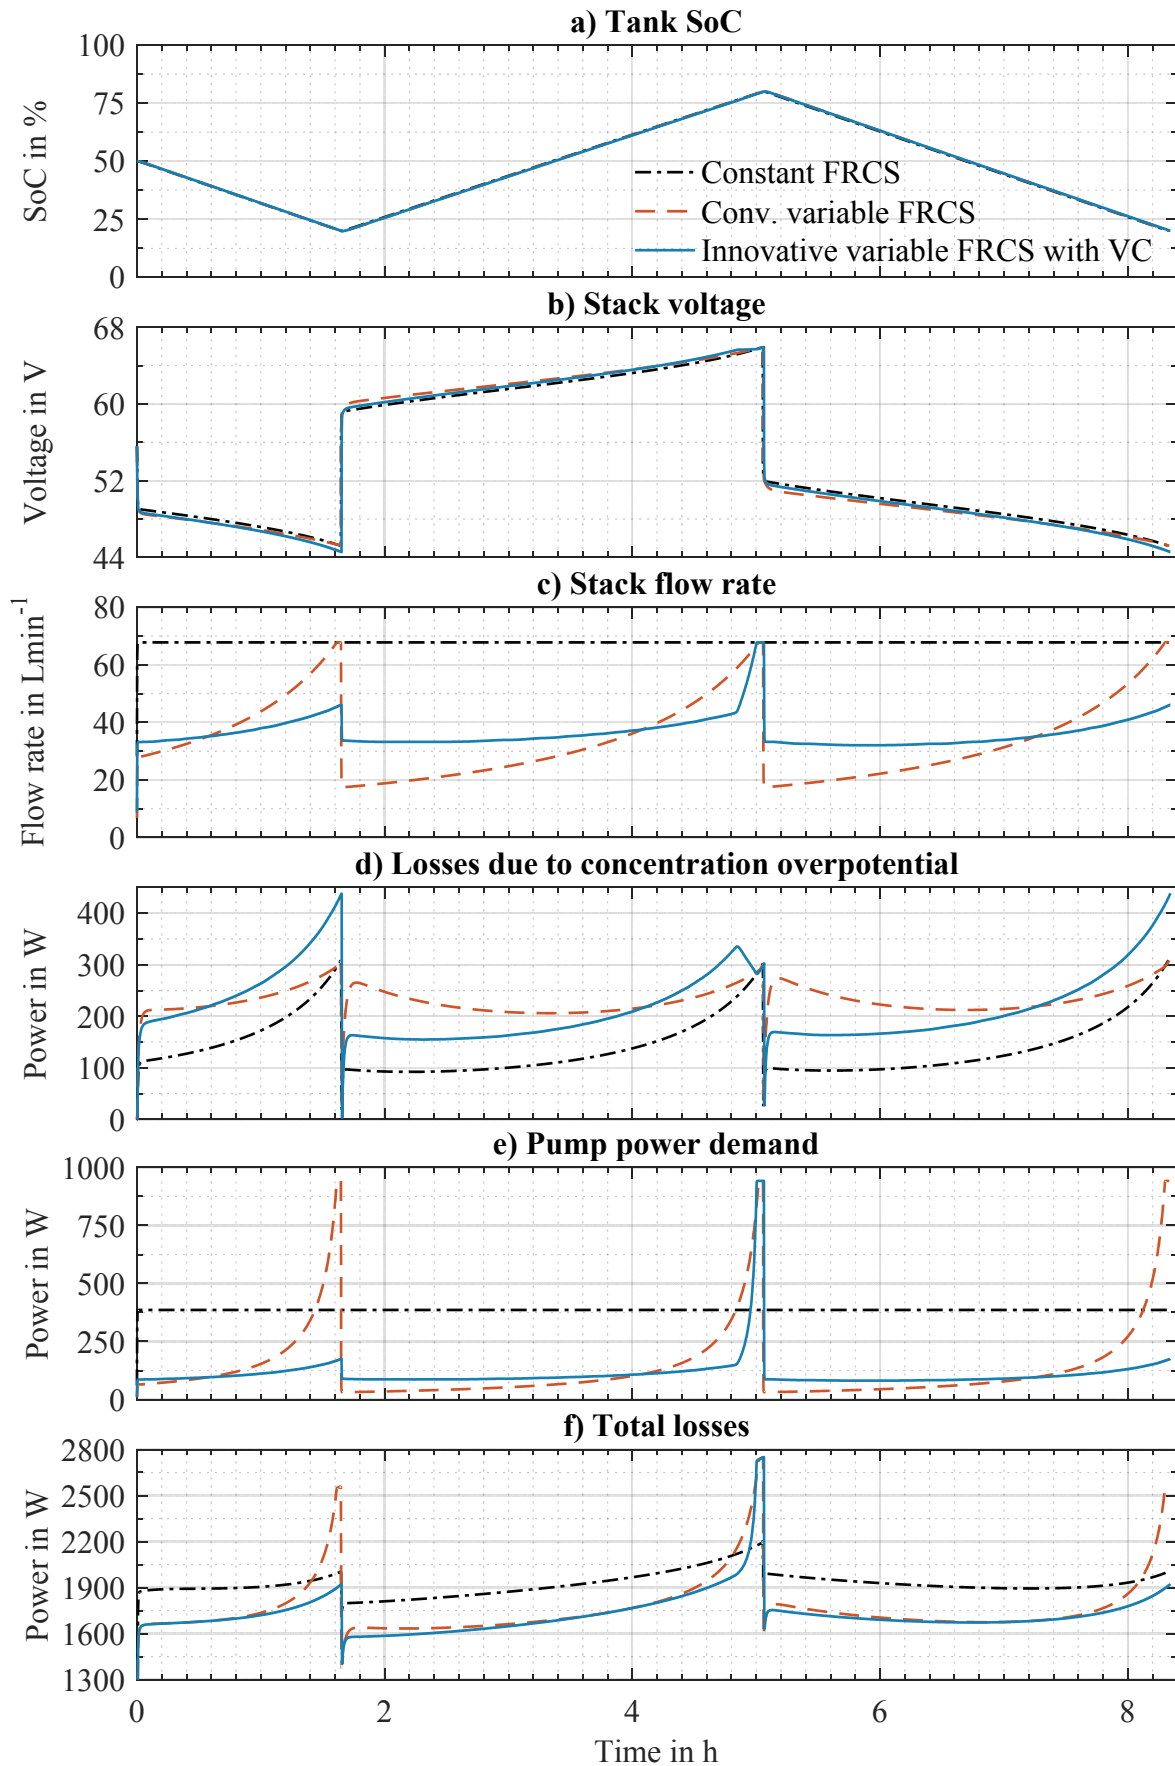 a) Tank SoC
100
75
50
25
0
SoC in %
Constant FRCS
Conv. variable FRCS
Innovative variable FRCS with VC
b) Stack voltage
68
60
52
44
Voltage in V
c) Stack flow rate
80
60
40
20
0
Flow rate in Lmin⁻¹
d) Losses due to concentration overpotential
400
300
200
100
0
Power in W
e) Pump power demand
1000
750
500
250
0
Power in W
f) Total losses
2800
2500
2200
1900
1600
1300
Power in W
0 2 4 6 8
Time in h